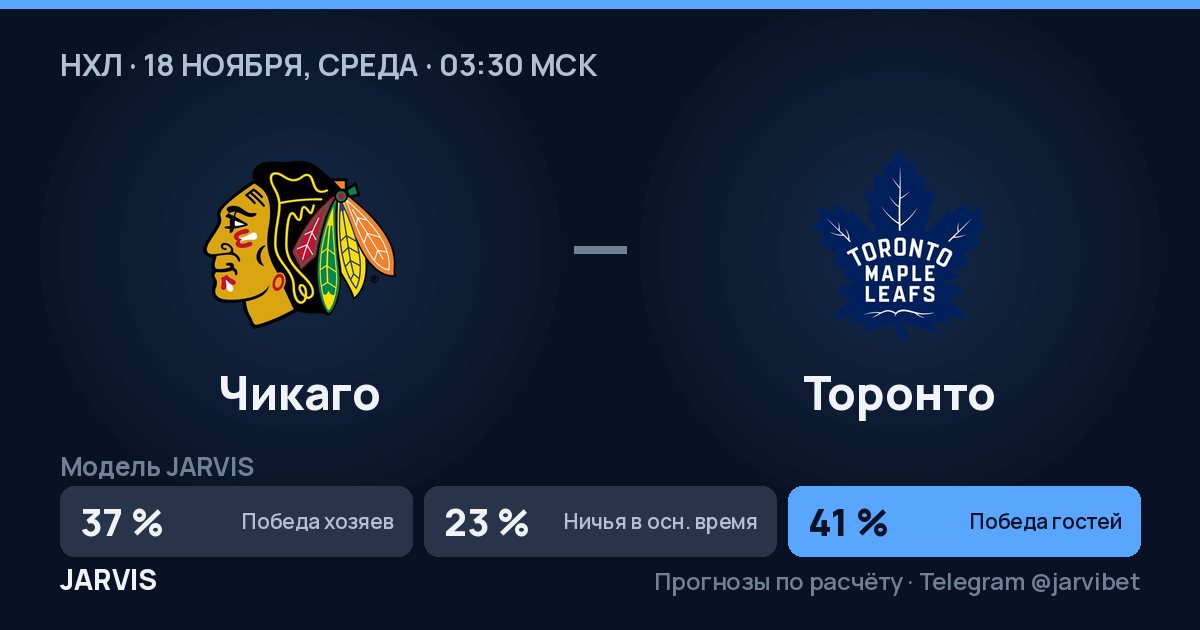 НХЛ · 18 НОЯБРЯ, СРЕДА · 03:30 МСК
TORONTO
MAPLE
LEAFS
—
Чикаго
Торонто
Модель JARVIS
37 % Победа хозяев
23 % Ничья в осн. время
41 % Победа гостей
JARVIS
Прогнозы по расчёту · Telegram @jarvibet